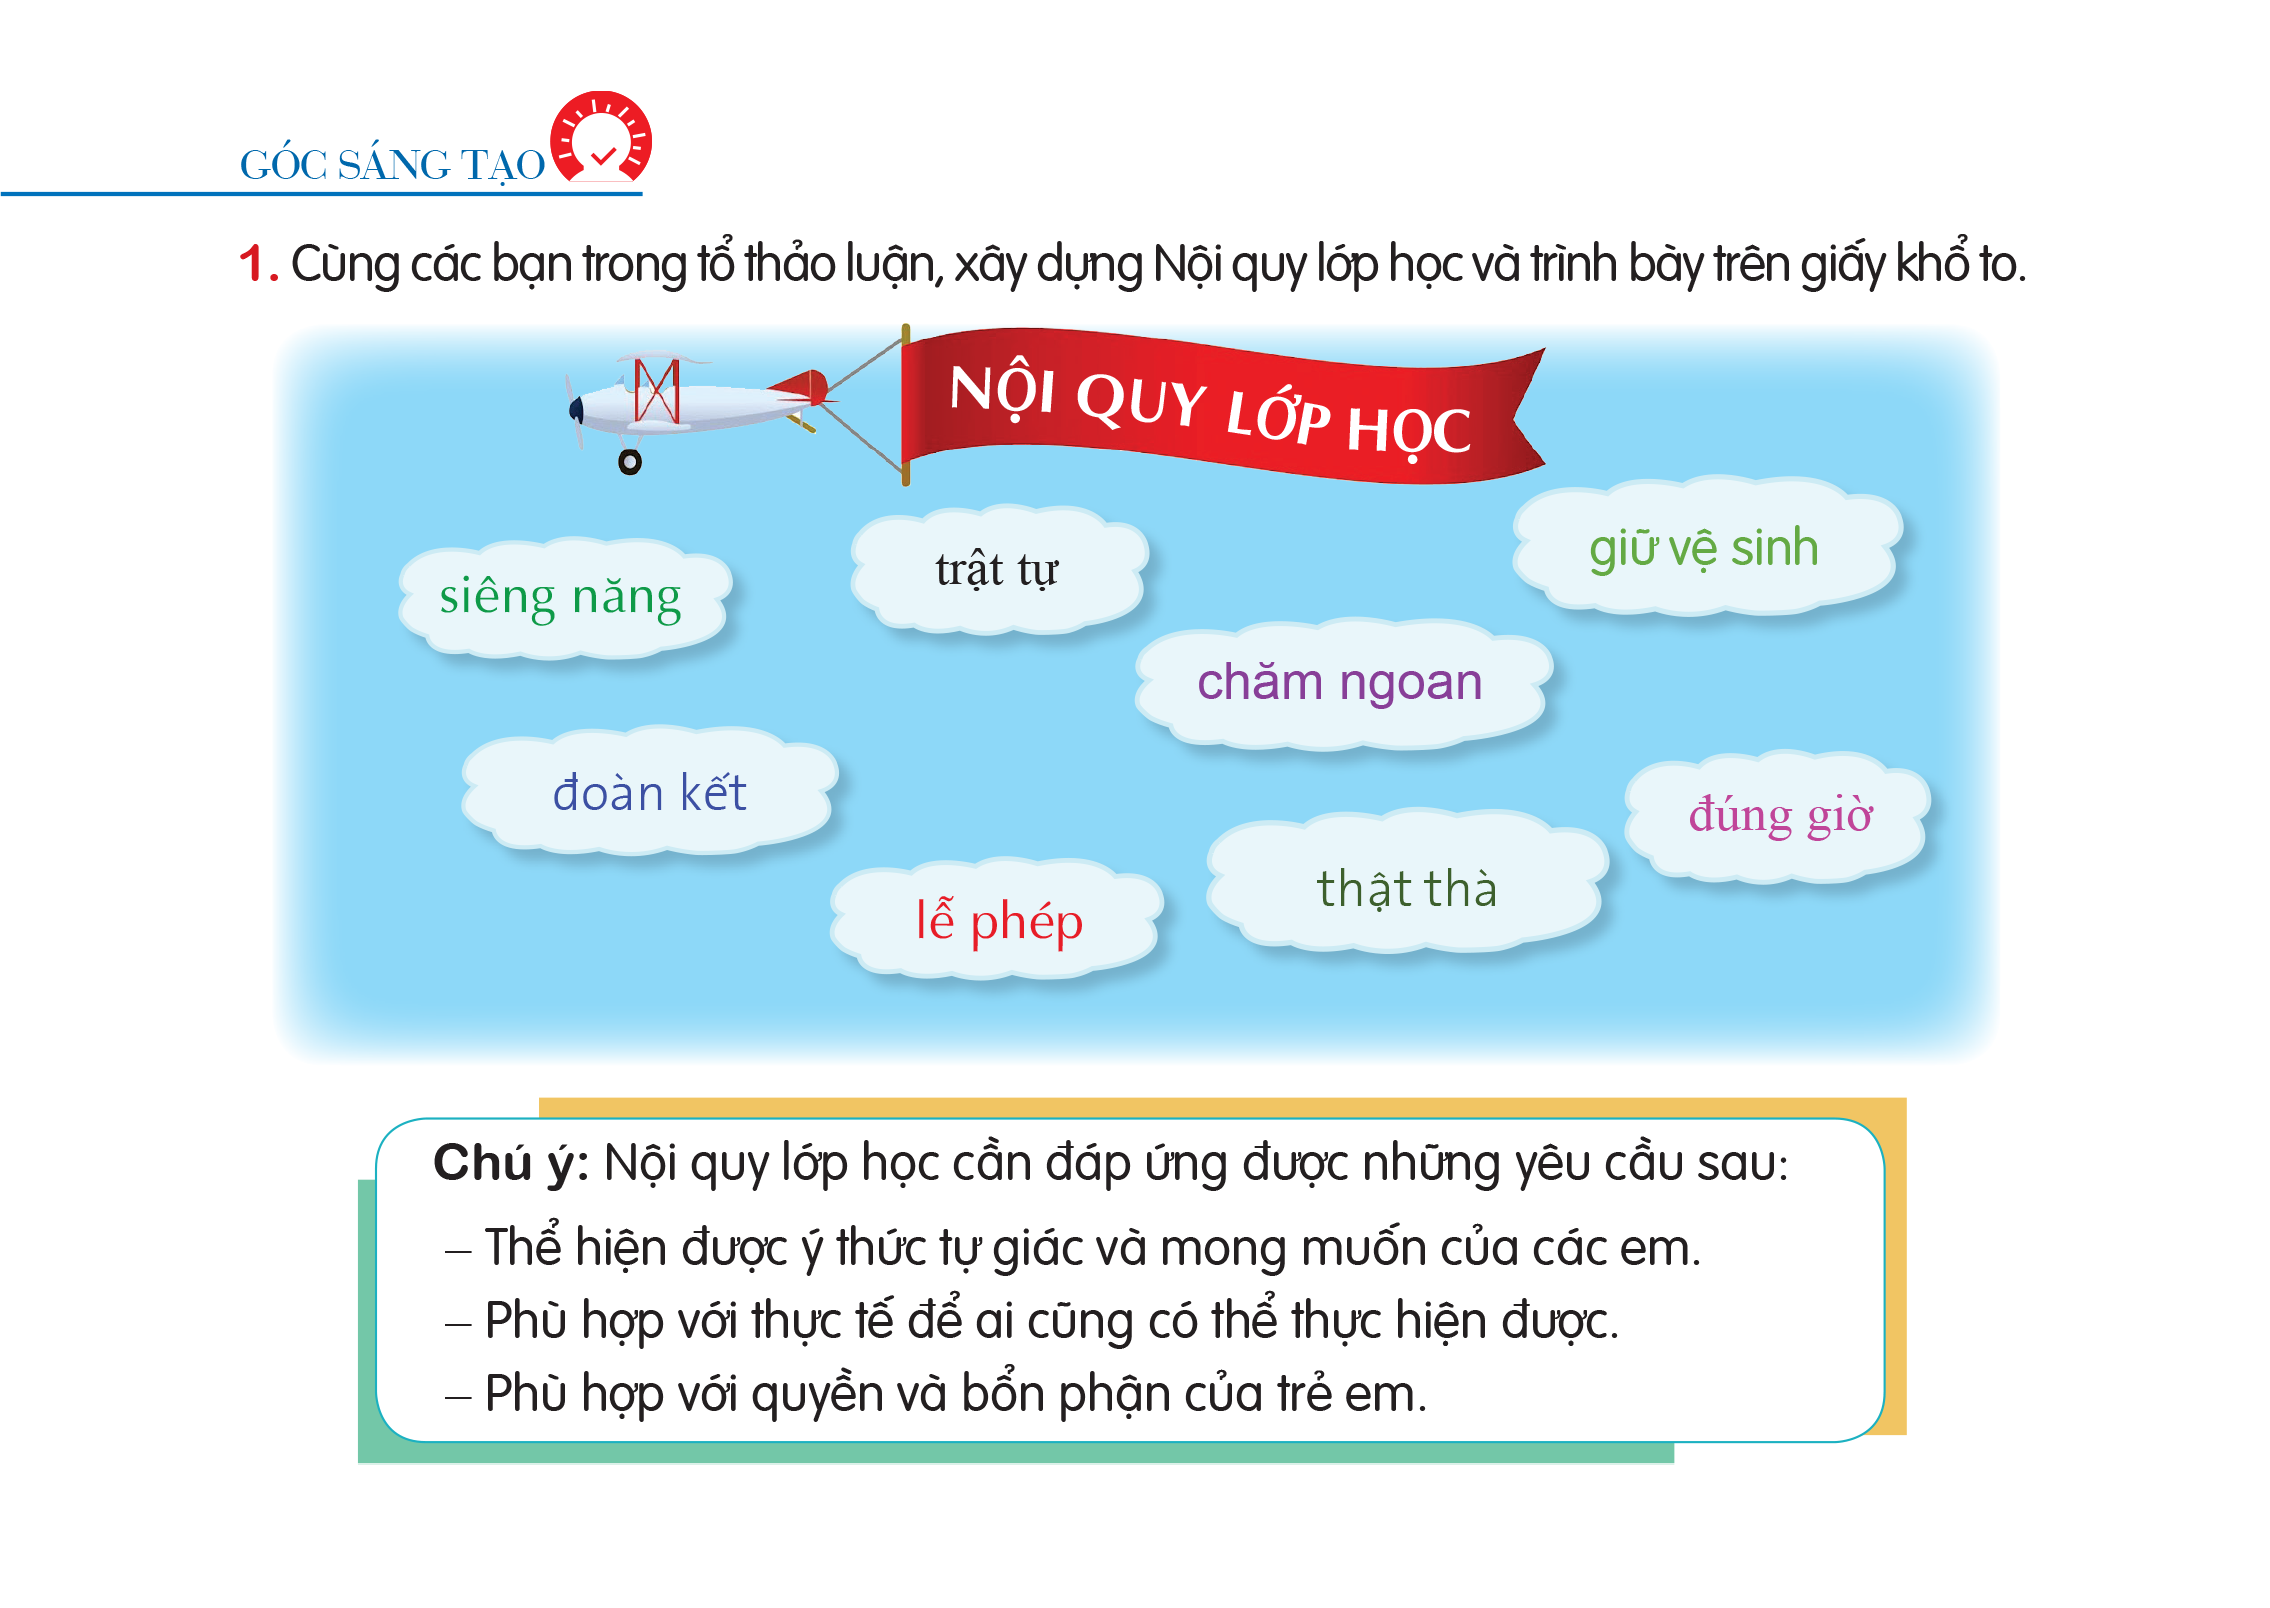 GÓC SÁNG TẠO
1. Cùng các bạn trong tổ thảo luận, xây dựng Nội quy lớp học và trình bày trên giấy khổ to.
NỘI QUY LỚP HỌC
giữ vệ sinh
trật tự
siêng năng
chăm ngoan
đoàn kết
đúng giờ
thật thà
lễ phép
Chú ý: Nội quy lớp học cần đáp ứng được những yêu cầu sau:
– Thể hiện được ý thức tự giác và mong muốn của các em.
– Phù hợp với thực tế để ai cũng có thể thực hiện được.
– Phù hợp với quyền và bổn phận của trẻ em.